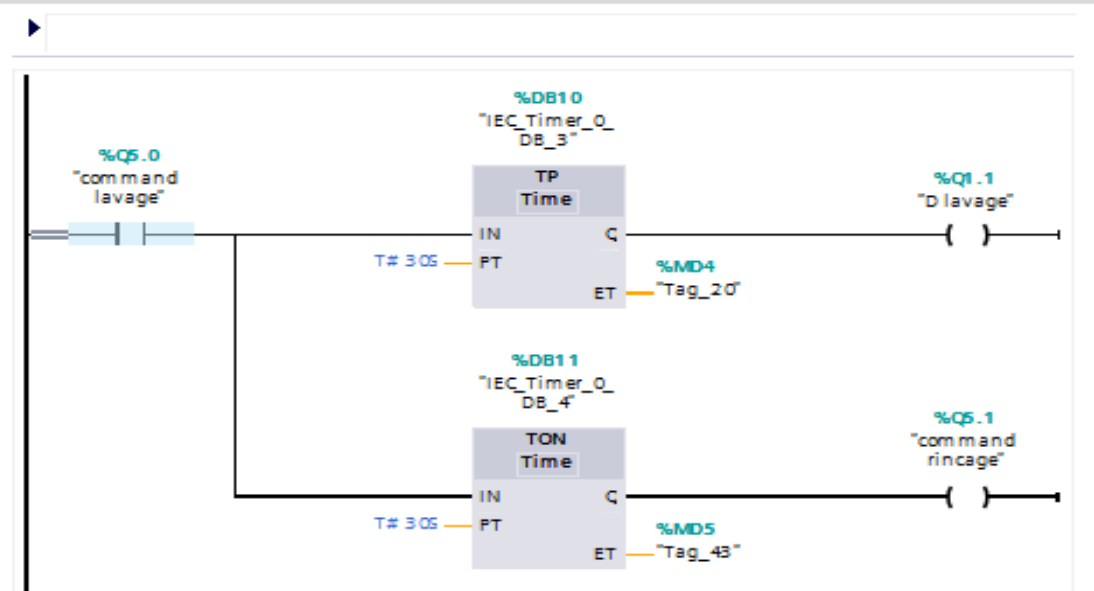 %DB10
"IEC_Timer_0_
DB_3"
%Q5.0
"command
lavage"
TP
Time
%Q1.1
"D lavage"
IN
Q
T# 30S
PT
%MD4
"Tag_20"
ET
%DB11
"IEC_Timer_0_
DB_4"
TON
Time
%Q5.1
"command
rincage"
IN
Q
T# 30S
PT
%MD5
"Tag_43"
ET